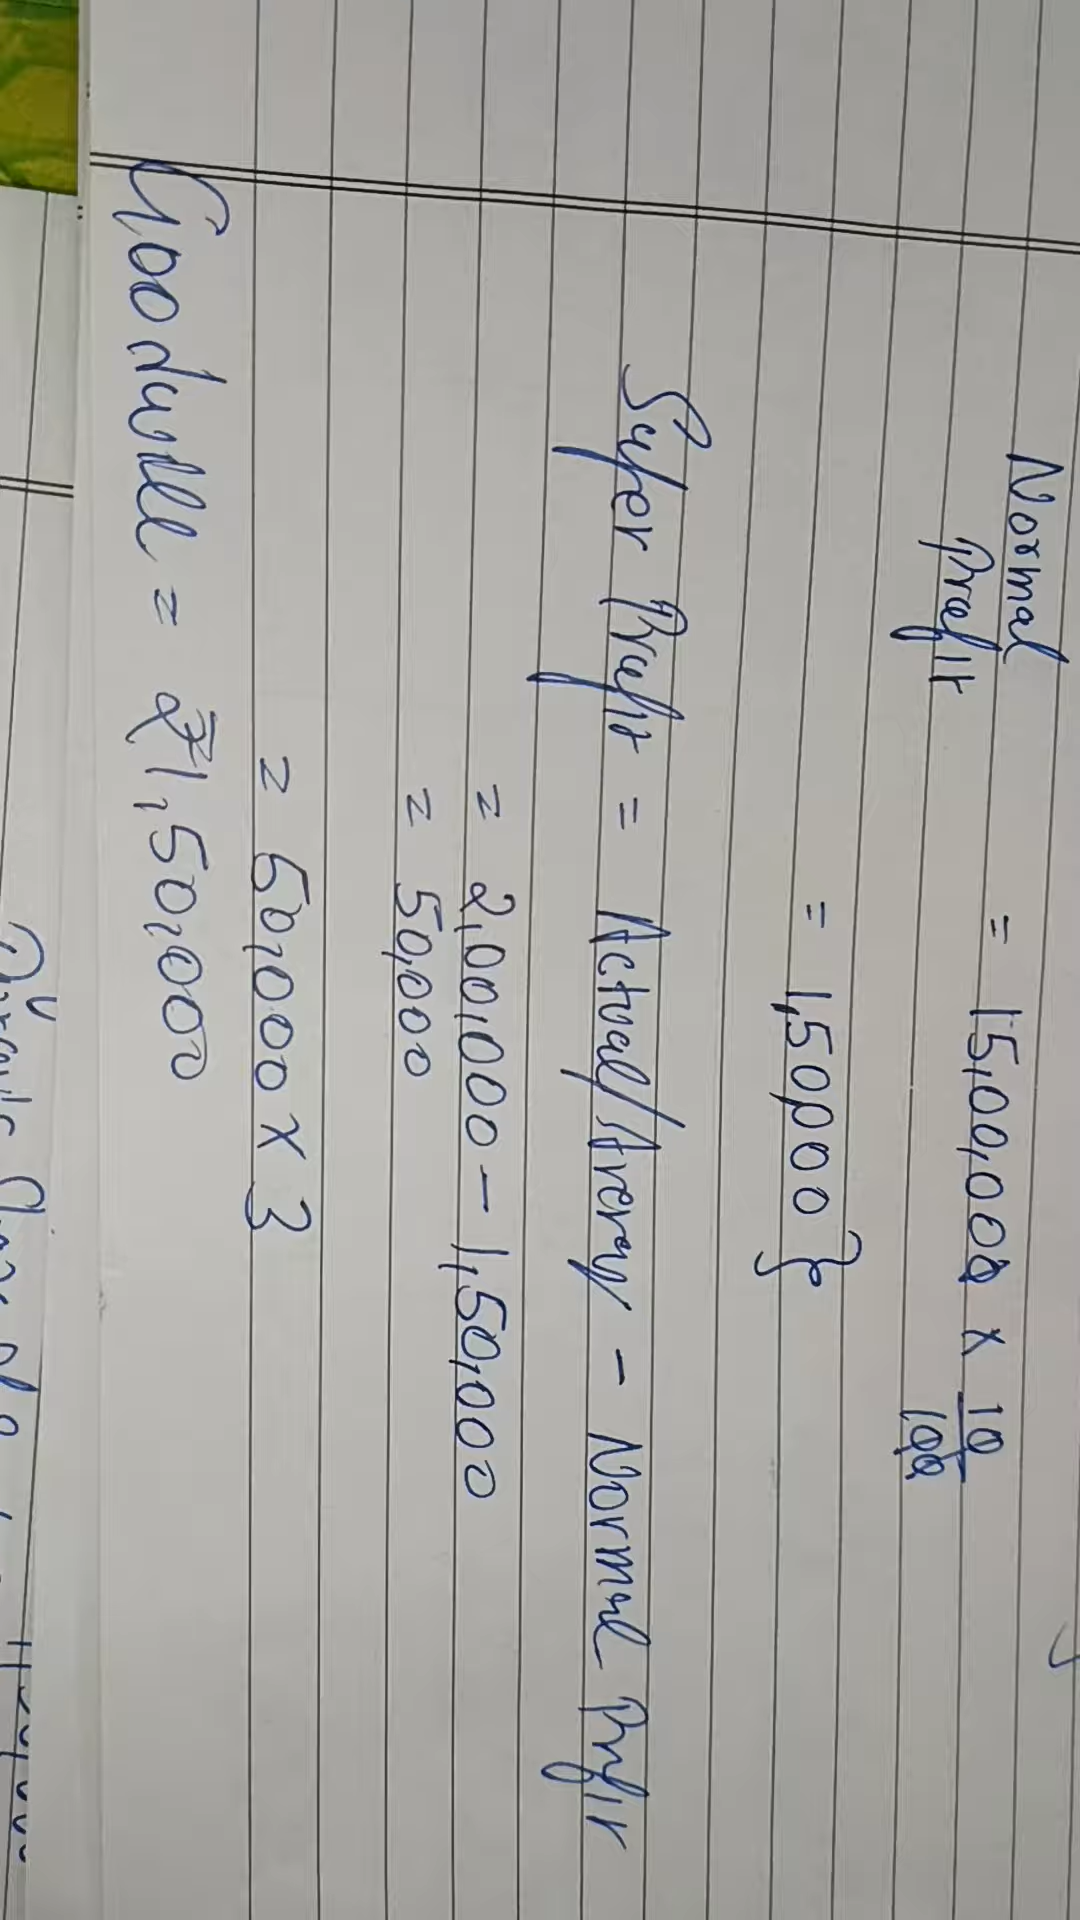 Normal
Profit
= 15,00,000 × 10/100
= 1,50,000 }
Super Profit = Actual/Averag - Normal Profit
= 2,00,000 - 1,50,000
= 50,000
= 50,000 × 3
Goodwill = ₹1,50,000